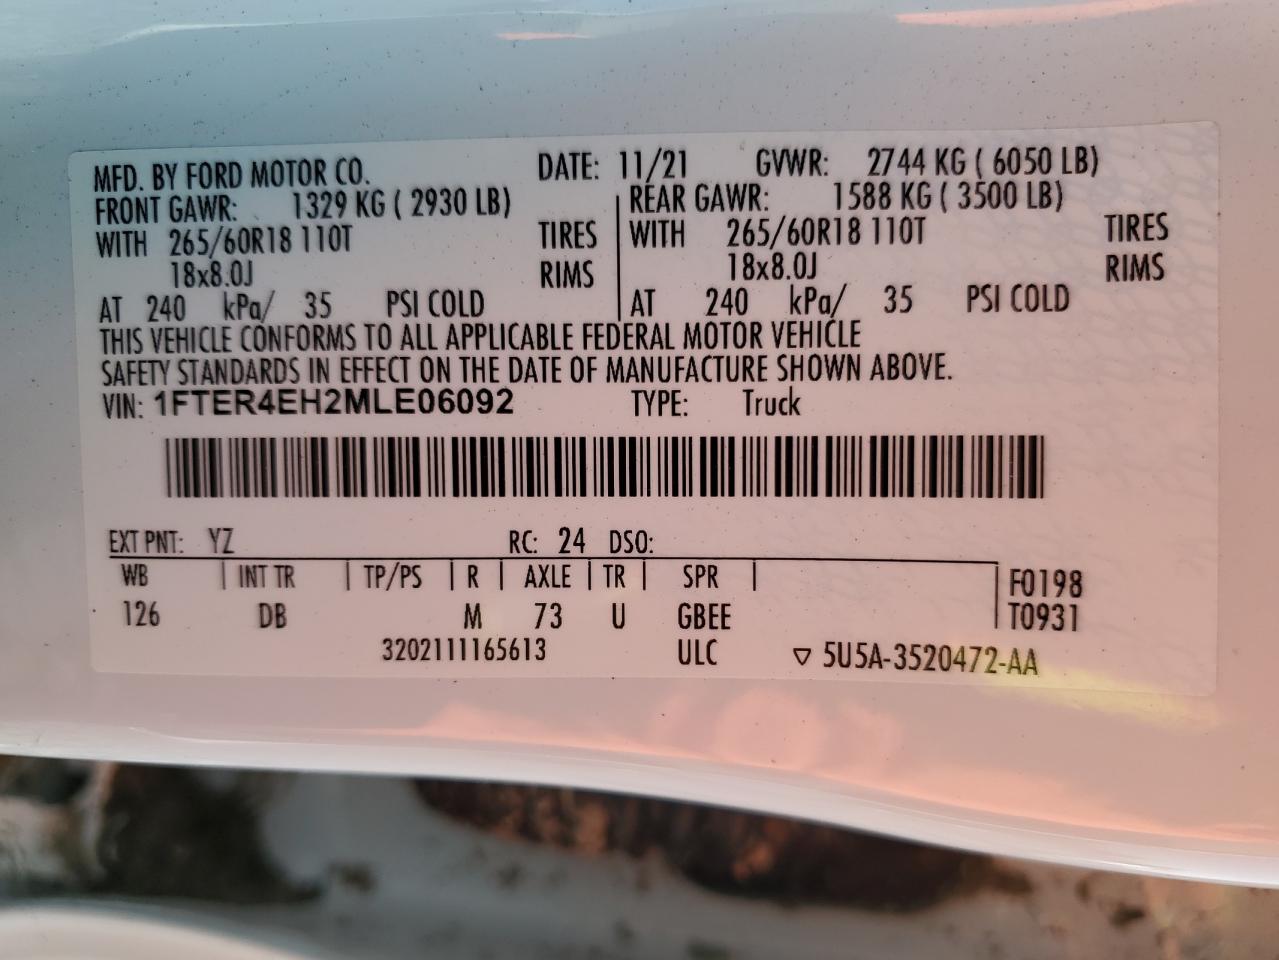 MFD. BY FORD MOTOR CO. DATE: 11/21 GVWR: 2744 KG ( 6050 LB)
FRONT GAWR: 1329 KG ( 2930 LB) REAR GAWR: 1588 KG ( 3500 LB)
WITH 265/60R18 110T TIRES WITH 265/60R18 110T TIRES
18x8.0J RIMS 18x8.0J RIMS
AT 240 kPa/ 35 PSI COLD AT 240 kPa/ 35 PSI COLD
THIS VEHICLE CONFORMS TO ALL APPLICABLE FEDERAL MOTOR VEHICLE
SAFETY STANDARDS IN EFFECT ON THE DATE OF MANUFACTURE SHOWN ABOVE.
VIN: 1FTER4EH2MLE06092 TYPE: Truck
EXT PNT: YZ RC: 24 DSO:
WB INT TR TP/PS R AXLE TR SPR F0198
126 DB M 73 U GBEE T0931
3202111165613 ULC ▽ 5U5A-3520472-AA